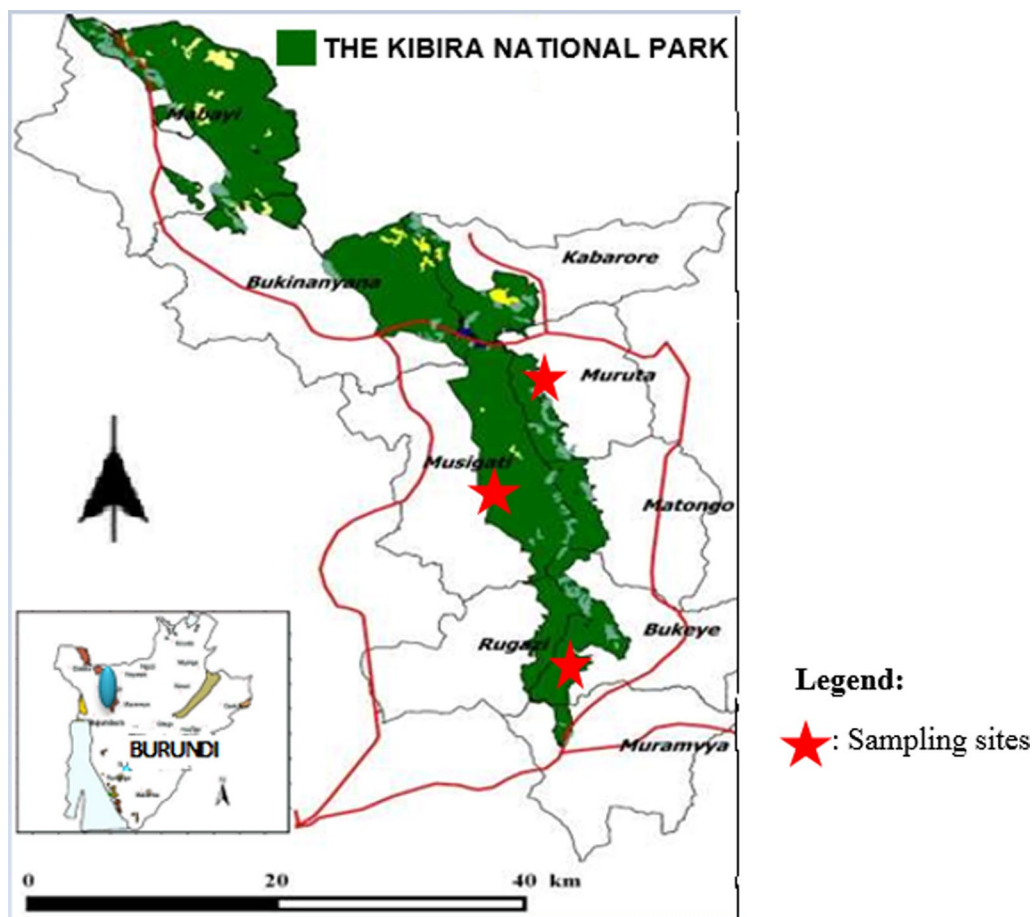 THE KIBIRA NATIONAL PARK
Mabayi
Kabarore
Bukinanyana
Muruta
Musigati
Matongo
Rugazi
Bukeye
Muramvya
BURUNDI
Legend:
: Sampling sites
0 20 40 km